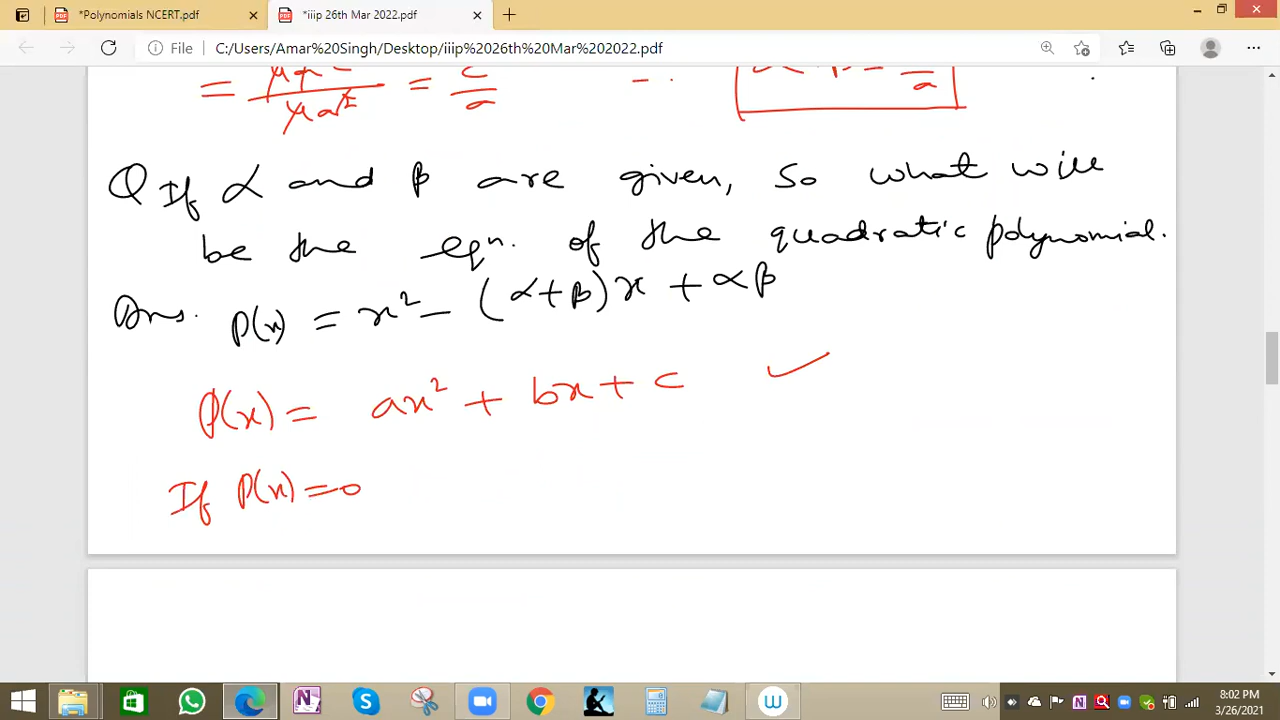 *Polynomials NCERT.pdf
*iiip 26th Mar 2022.pdf
File
C:/Users/Amar%20Singh/Desktop/iiip%2026th%20Mar%202022.pdf
= = c/a
Q If α and β are given, So what will
be the eqn. of the quadratic polynomial.
Ans. P(x) = x² - (α+β)x + αβ
P(x) = ax² + bx + c ✓
If P(x)=0
8:02 PM
3/26/2021